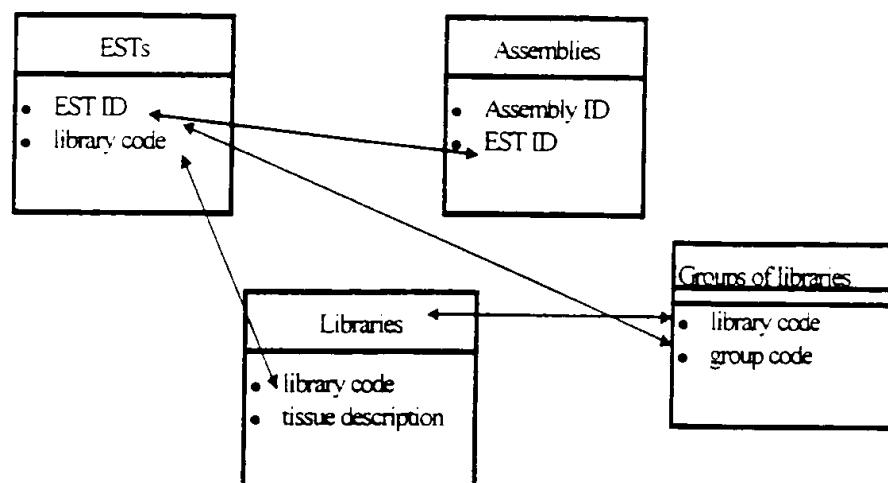 ESTs
• EST ID
• library code
Assemblies
• Assembly ID
• EST ID
Libraries
• library code
• tissue description
Groups of libraries
• library code
• group code